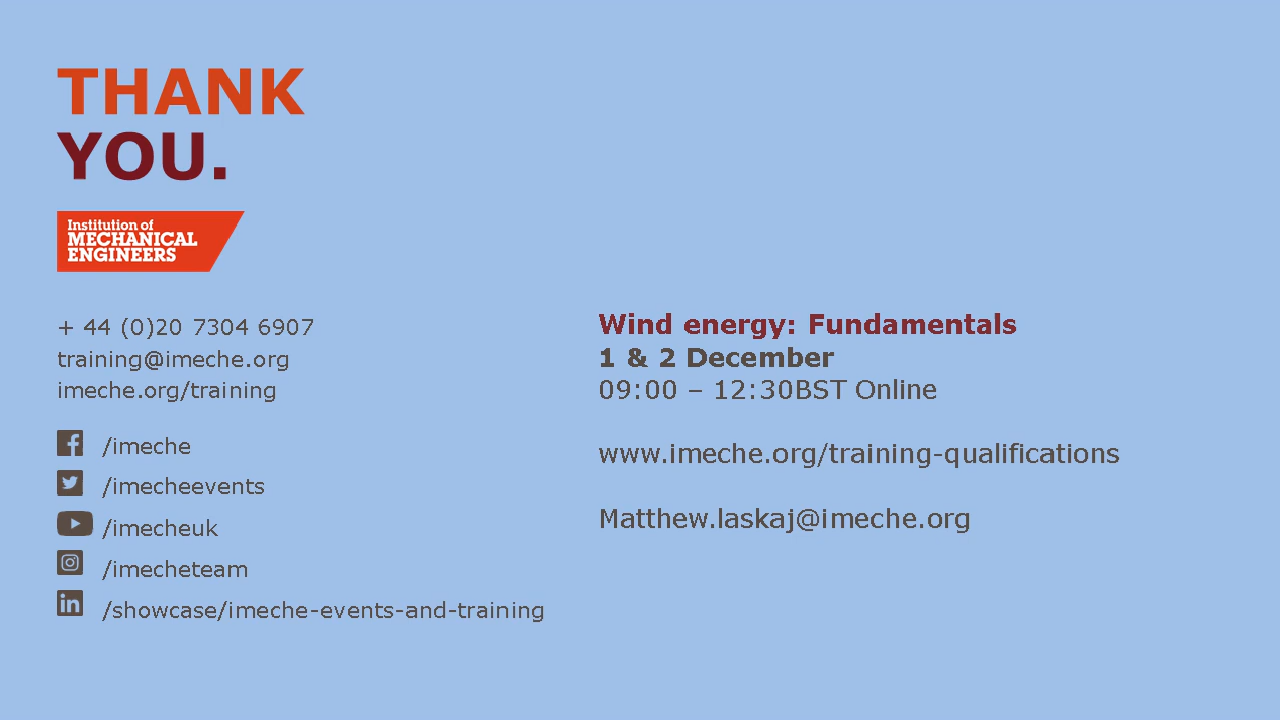 THANK
YOU.
Institution of
MECHANICAL
ENGINEERS
+ 44 (0)20 7304 6907
training@imeche.org
imeche.org/training
/imeche
/imecheevents
/imecheuk
/imecheteam
/showcase/imeche-events-and-training
Wind energy: Fundamentals
1 & 2 December
09:00 – 12:30BST Online
www.imeche.org/training-qualifications
Matthew.laskaj@imeche.org